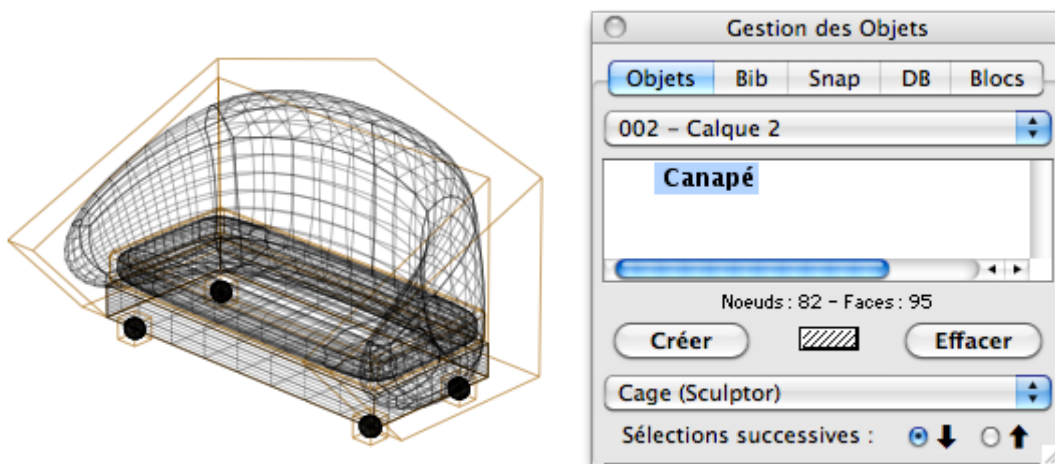 Gestion des Objets
Objets Bib Snap DB Blocs
002 – Calque 2
Canapé
Noeuds : 82 – Faces : 95
Créer Effacer
Cage (Sculptor)
Sélections successives :